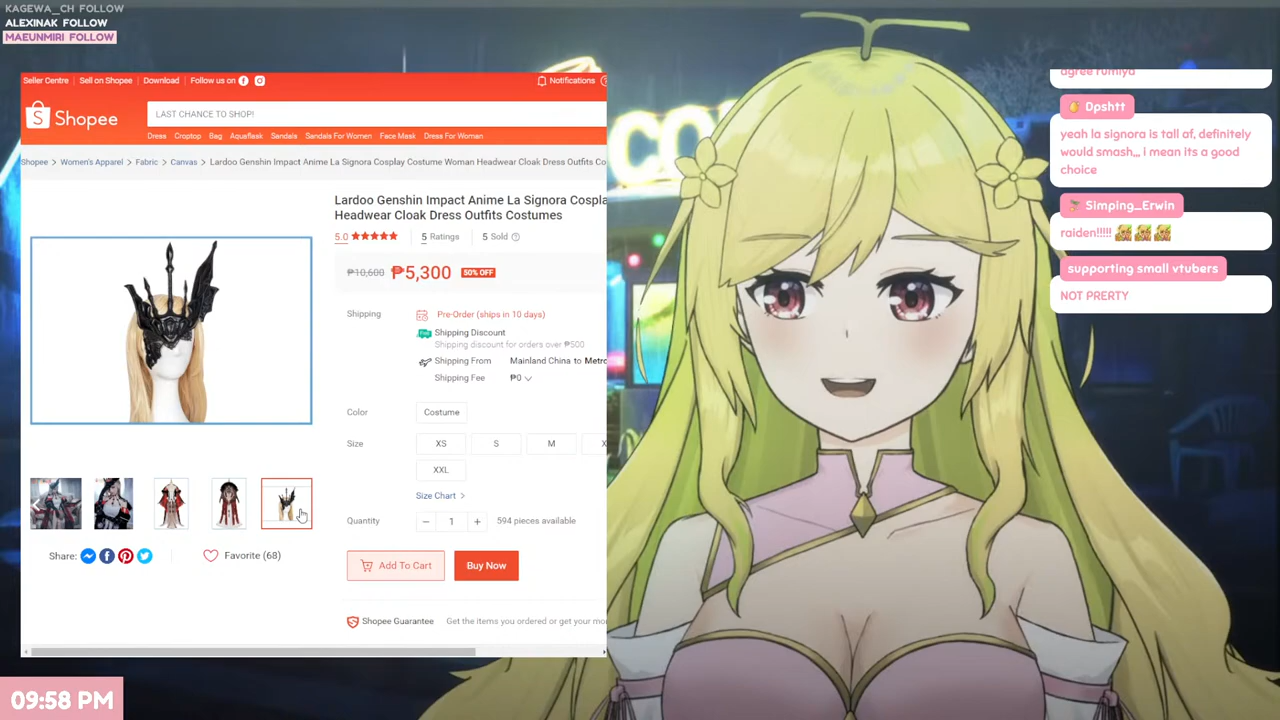 KAGEWA_CH FOLLOW
ALEXINAK FOLLOW
MAEUNMIRI FOLLOW
Seller Centre | Sell on Shopee | Download | Follow us on
Notifications
Shopee
LAST CHANCE TO SHOP!
Dress Croptop Bag Aquaflask Sandals Sandals For Women Face Mask Dress For Woman
Shopee > Women's Apparel > Fabric > Canvas > Lardoo Genshin Impact Anime La Signora Cosplay Costume Woman Headwear Cloak Dress Outfits Co
Lardoo Genshin Impact Anime La Signora Cospla
Headwear Cloak Dress Outfits Costumes
5.0 5 Ratings 5 Sold
₱10,600 ₱5,300 50% OFF
Shipping
Pre-Order (ships in 10 days)
Shipping Discount
Shipping discount for orders over ₱500
Shipping From Mainland China to Metro
Shipping Fee ₱0
Color Costume
Size XS S M X
XXL
Size Chart >
Quantity − 1 + 594 pieces available
Share: Favorite (68)
Add To Cart Buy Now
Shopee Guarantee Get the items you ordered or get your mo
09:58 PM
COF
agree rumiya
Dpshtt
yeah la signora is tall af, definitely
would smash,,, i mean its a good
choice
Simping_Erwin
raiden!!!!!
supporting small vtubers
NOT PRERTY